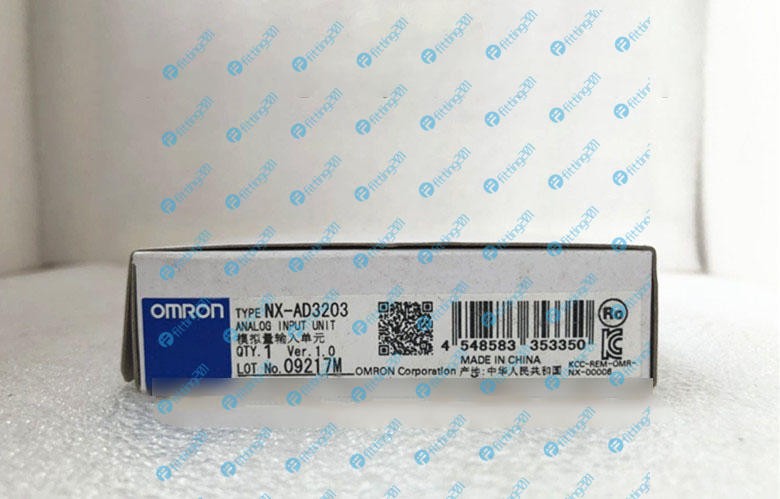 OMRON
TYPE NX-AD3203
ANALOG INPUT UNIT
模拟量输入单元
QTY. 1 Ver.1.0
LOT No. 09217M
4 548583 353350
MADE IN CHINA
OMRON Corporation 产地:中华人民共和国
KCC-REM-OMR-
NX-00006
fitting201